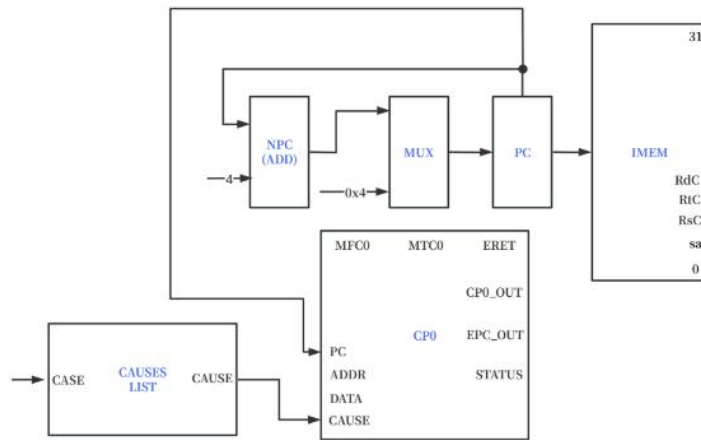 31
NPC
(ADD)
MUX
PC
IMEM
4
0x4
RdC
RtC
RsC
sa
0
MFC0 MTC0 ERET
CP0_OUT
CP0
EPC_OUT
PC
ADDR
STATUS
DATA
CAUSE
CASE
CAUSES
LIST
CAUSE